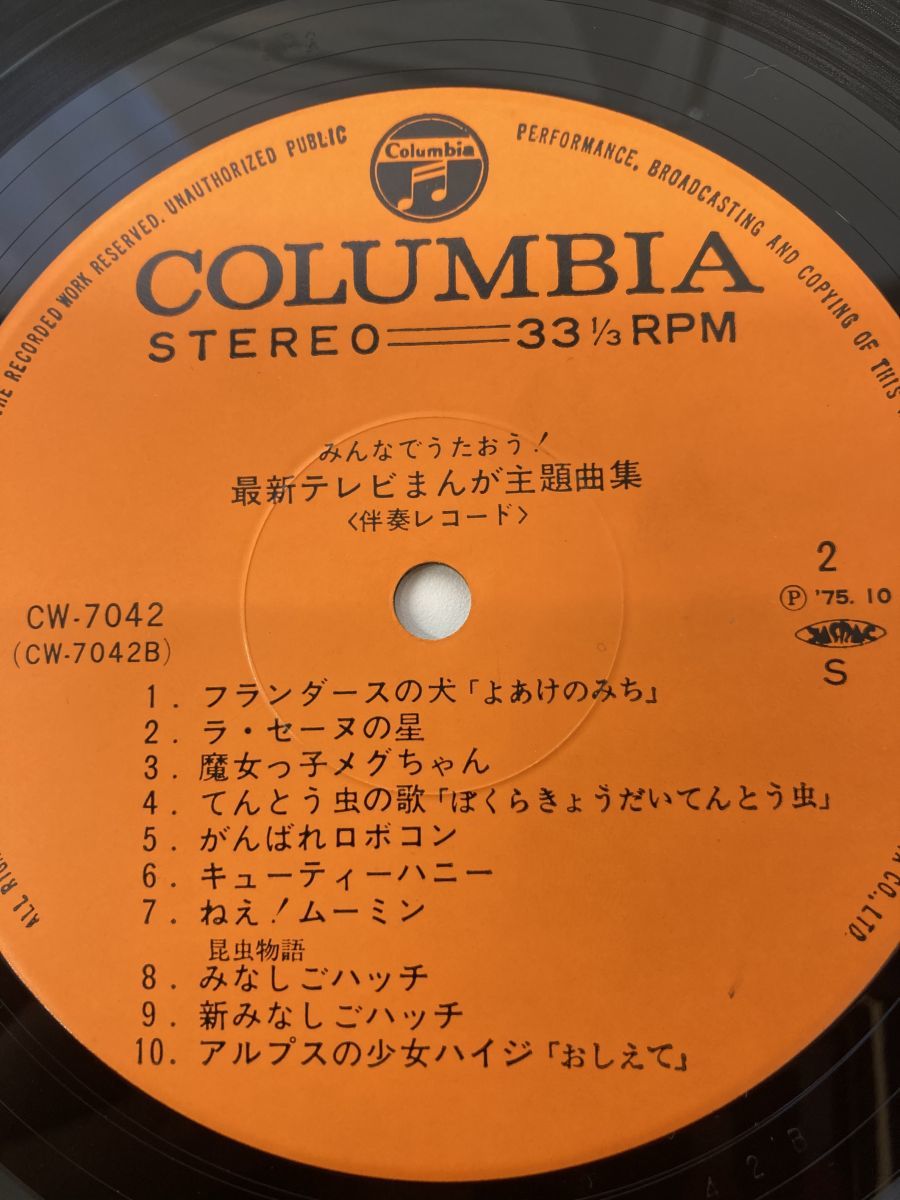 THE RECORDED WORK RESERVED. UNAUTHORIZED PUBLIC
PERFORMANCE, BROADCASTING AND COPYING OF THIS
Columbia
COLUMBIA
STEREO 33 1/3 RPM
みんなでうたおう!
最新テレビまんが主題曲集
〈伴奏レコード〉
2
CW-7042
Ⓟ '75. 10
(CW-7042B)
S
1. フランダースの犬「よあけのみち」
2. ラ・セーヌの星
3. 魔女っ子メグちゃん
4. てんとう虫の歌「ぼくらきょうだいてんとう虫」
5. がんばれロボコン
6. キューティーハニー
7. ねえ!ムーミン
昆虫物語
8. みなしごハッチ
9. 新みなしごハッチ
10. アルプスの少女ハイジ「おしえて」
CO., LTD.